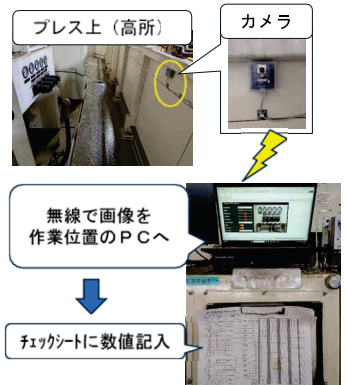 プレス上（高所）
カメラ
無線で画像を
作業位置のＰＣへ
ﾁｪｯｸｼｰﾄに数値記入